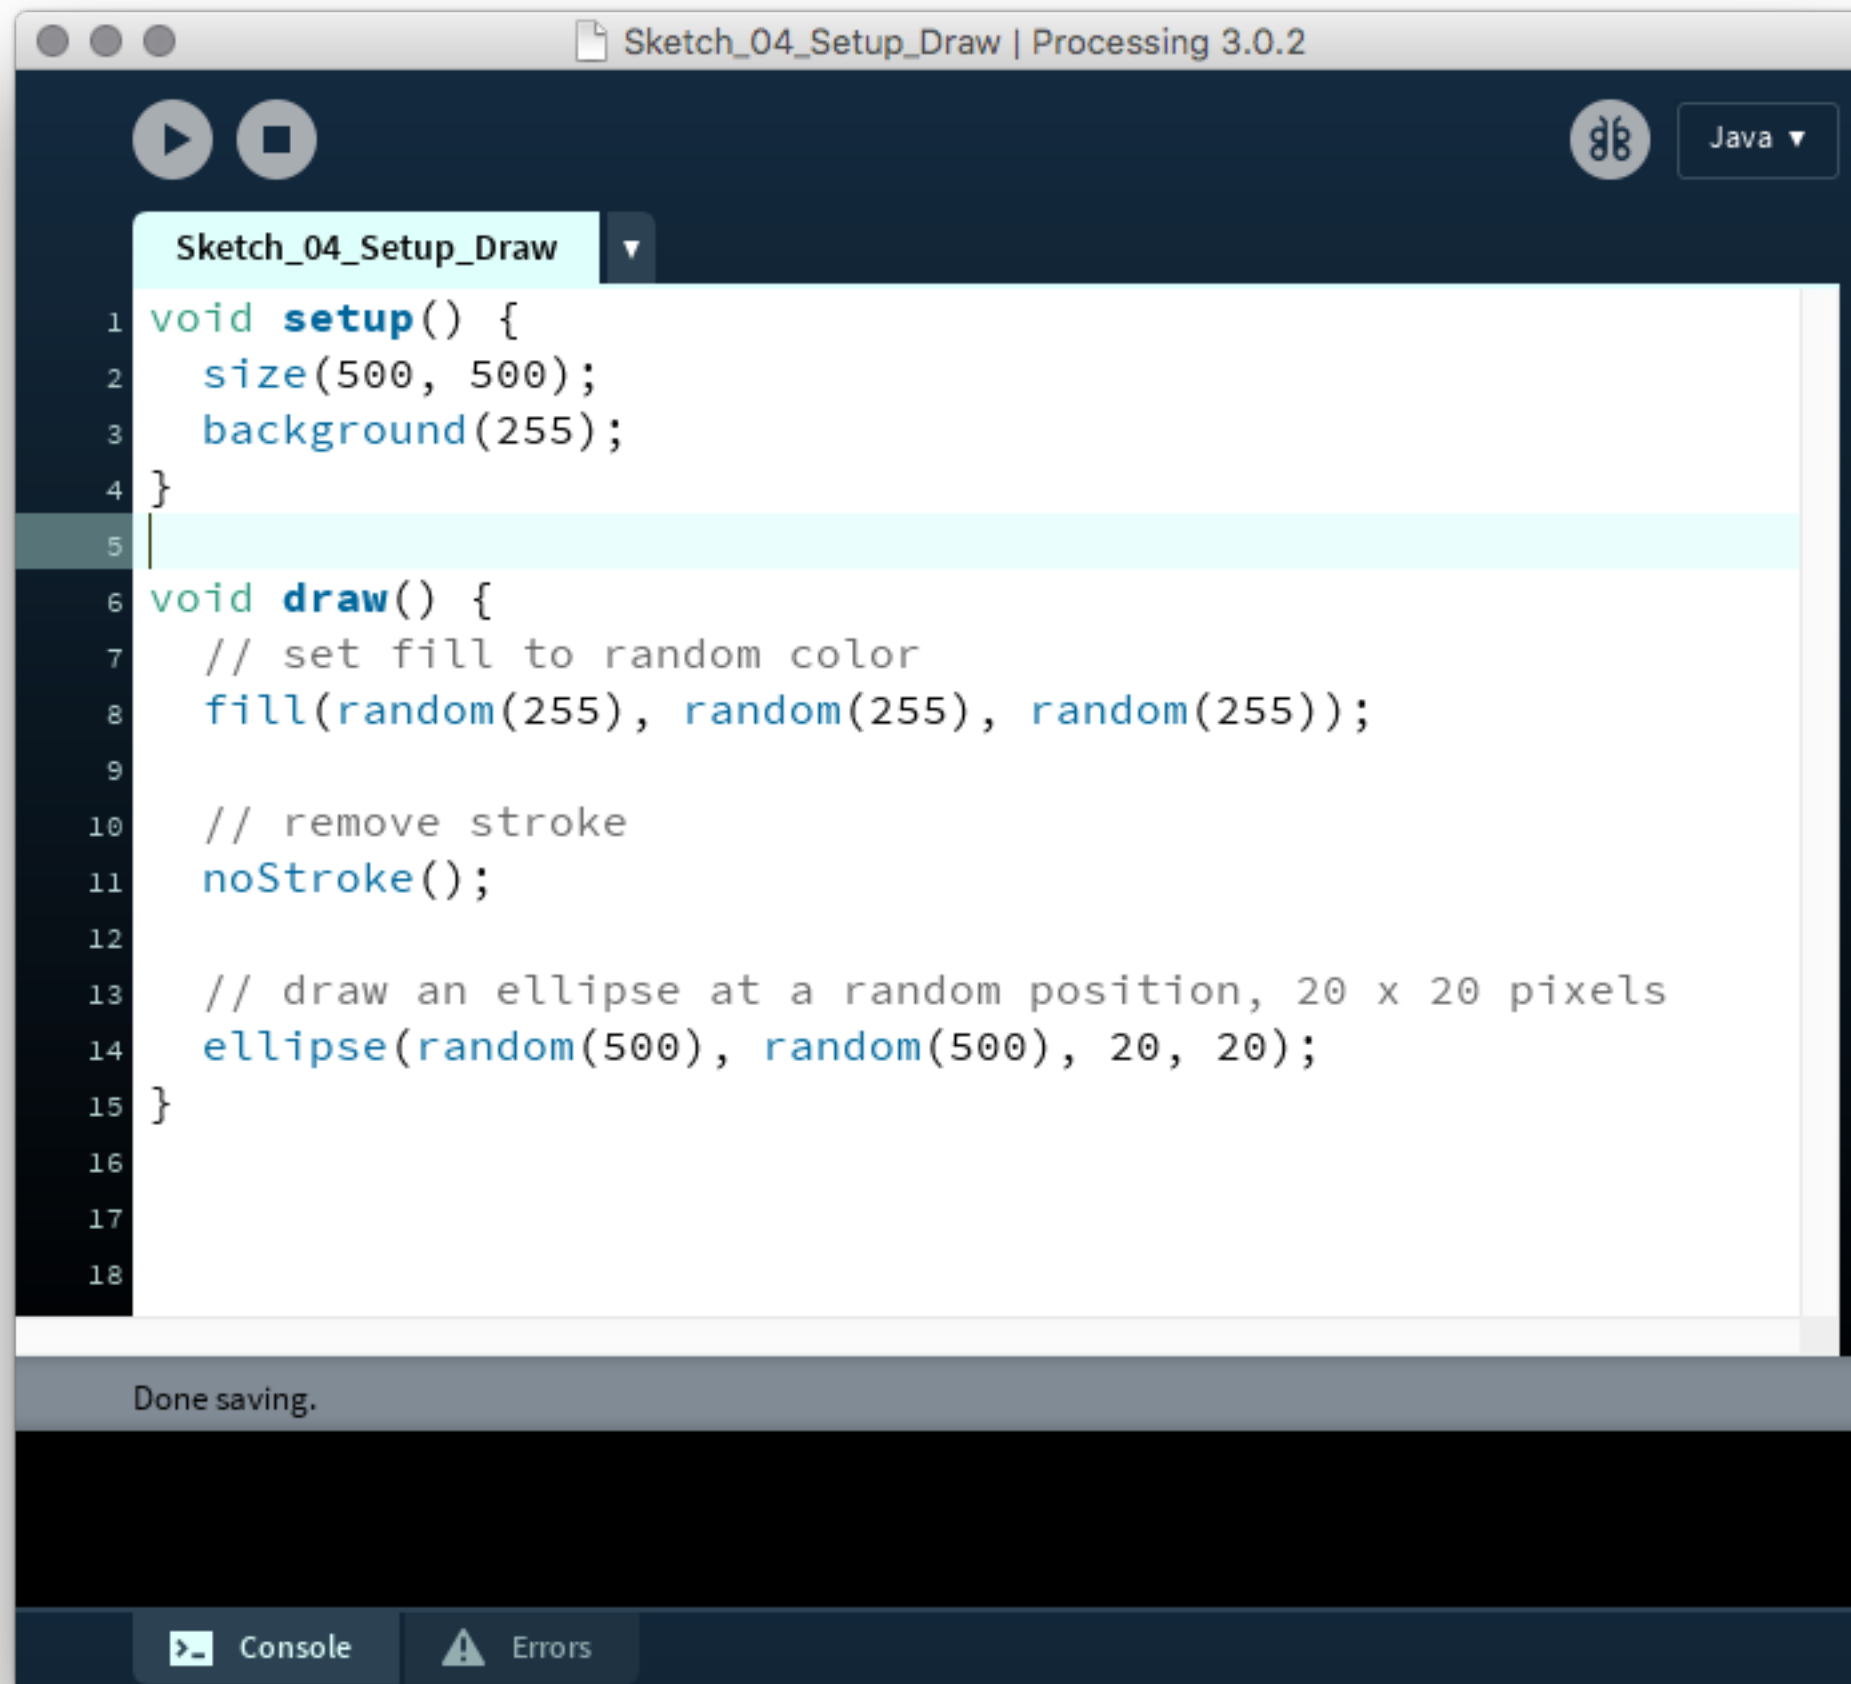 Sketch_04_Setup_Draw | Processing 3.0.2
Java ▼
Sketch_04_Setup_Draw ▼
1 void setup() {
2   size(500, 500);
3   background(255);
4 }
5
6 void draw() {
7   // set fill to random color
8   fill(random(255), random(255), random(255));
9
10   // remove stroke
11   noStroke();
12
13   // draw an ellipse at a random position, 20 x 20 pixels
14   ellipse(random(500), random(500), 20, 20);
15 }
16
17
18
Done saving.
Console Errors